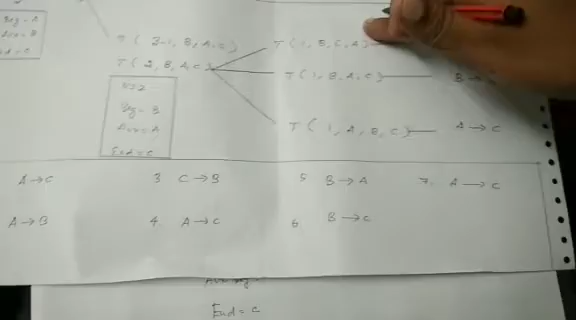 Beg = A
Aux = B
End = C
T ( 3-1, B, A, C )
T ( 2, B, A, C )
N = 2
Beg = B
Aux = A
End = C
T ( 1, B, C, A )
T ( 1, B, A, C )
B → C
T ( 1, A, B, C )
A → C
A → C
3. C → B
5. B → A
7. A → C
A → B
4. A → C
6. B → C
End = C